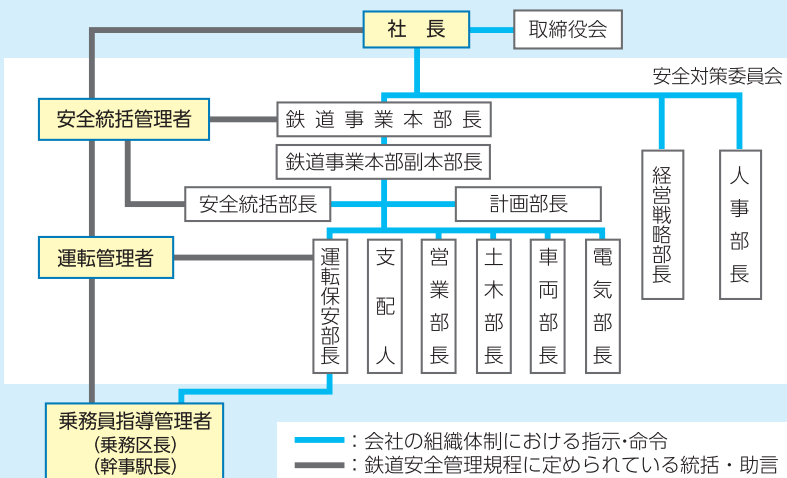 社長
取締役会
安全対策委員会
安全統括管理者
鉄道事業本部長
鉄道事業本部副本部長
安全統括部長
計画部長
経営戦略部長
人事部長
運転管理者
運転保安部長
支配人
営業部長
土木部長
車両部長
電気部長
乗務員指導管理者
(乗務区長)
(幹事駅長)
：会社の組織体制における指示・命令
：鉄道安全管理規程に定められている統括・助言